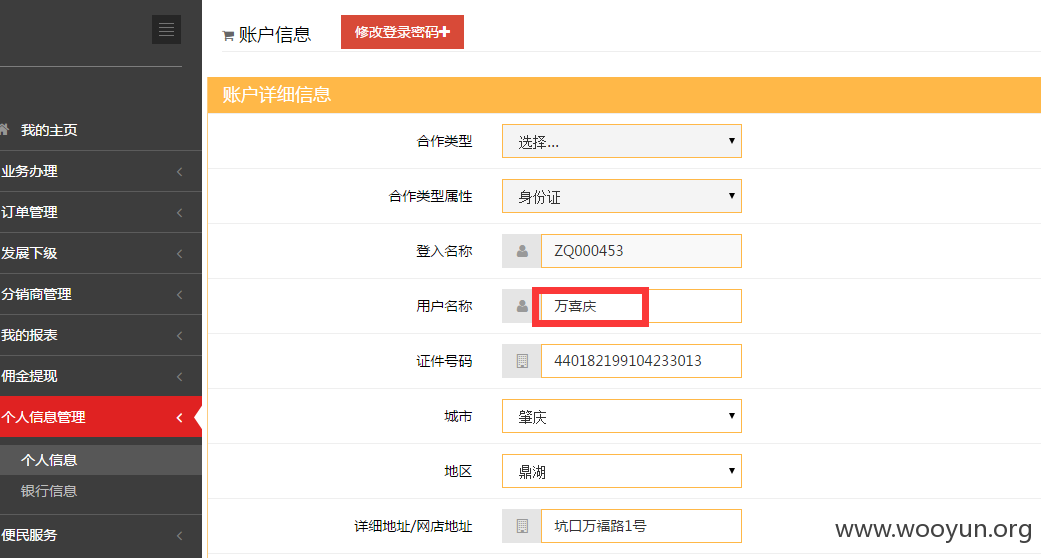 账户信息
修改登录密码+
账户详细信息
我的主页
业务办理
订单管理
发展下级
分销商管理
我的报表
佣金提现
个人信息管理
个人信息
银行信息
便民服务
合作类型 选择...
合作类型属性 身份证
登入名称 ZQ000453
用户名称 万喜庆
证件号码 440182199104233013
城市 肇庆
地区 鼎湖
详细地址/网店地址 坑口万福路1号
www.wooyun.org